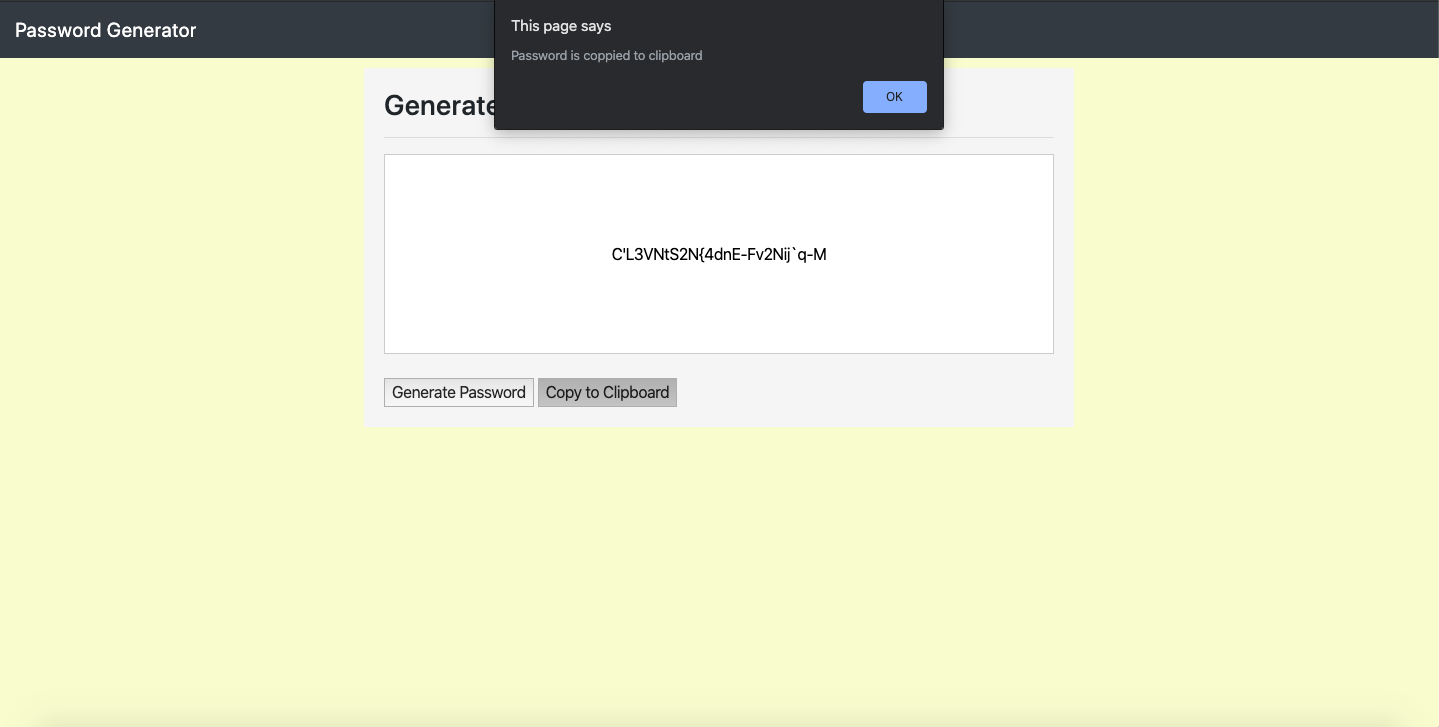 Password Generator
This page says
Password is coppied to clipboard
OK
Generate
C'L3VNtS2N{4dnE-Fv2Nij`q-M
Generate Password
Copy to Clipboard